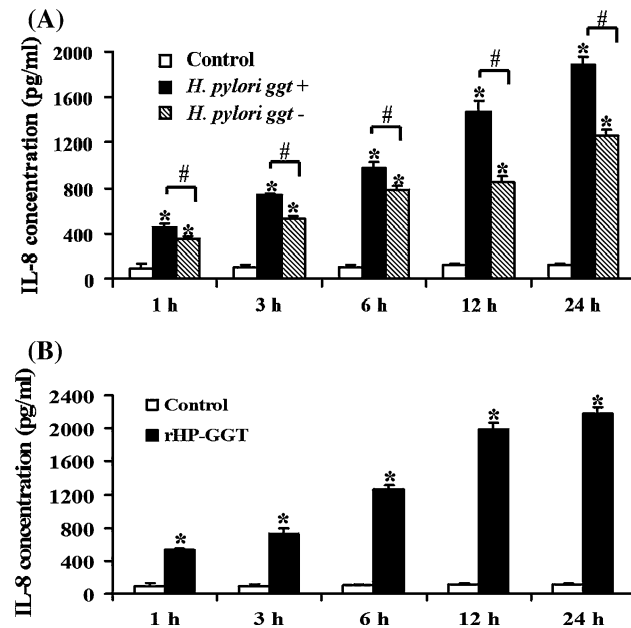 (A)
IL-8 concentration (pg/ml)
2000
1600
1200
800
400
0
Control
H. pylori ggt +
H. pylori ggt -
# # # # #
* * * * * * * * * *
1 h 3 h 6 h 12 h 24 h
(B)
IL-8 concentration (pg/ml)
2400
2000
1600
1200
800
400
0
Control
rHP-GGT
* * * * *
1 h 3 h 6 h 12 h 24 h